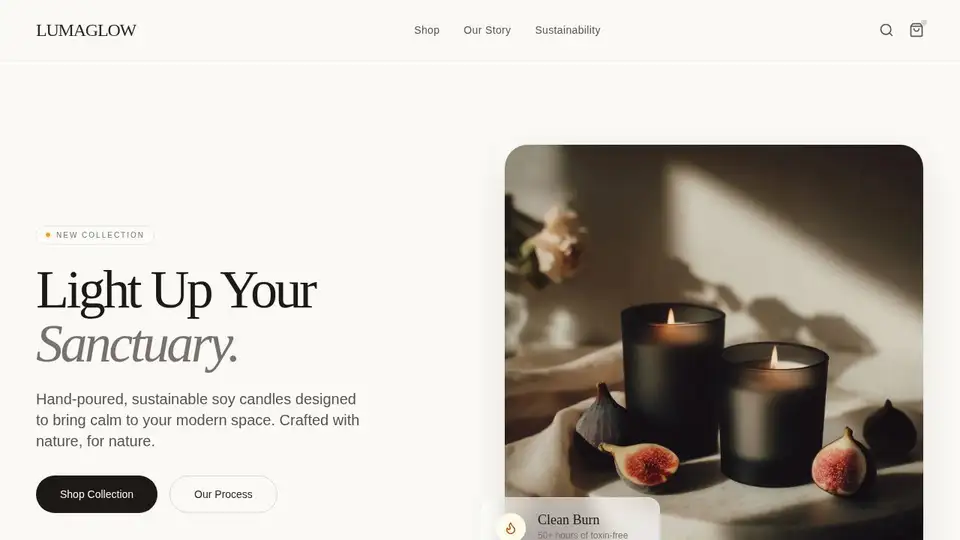 LUMAGLOW
Shop
Our Story
Sustainability
NEW COLLECTION
Light Up Your
Sanctuary.
Hand-poured, sustainable soy candles designed
to bring calm to your modern space. Crafted with
nature, for nature.
Shop Collection
Our Process
Clean Burn
50+ hours of toxin-free